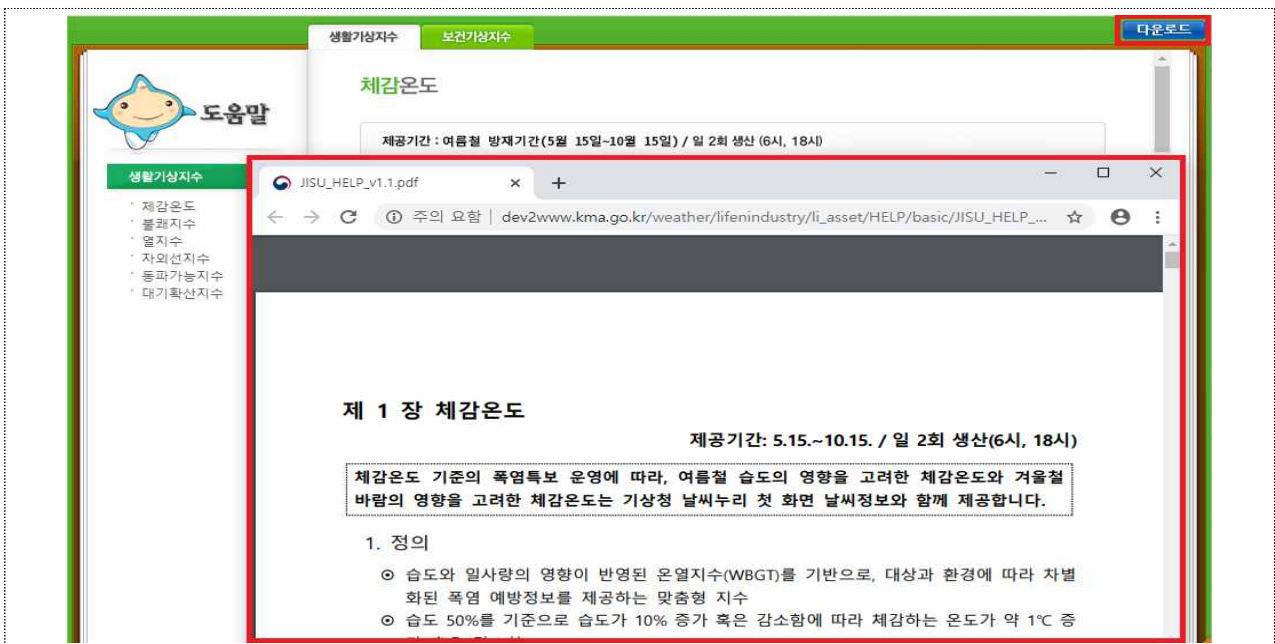 생활기상지수
보건기상지수
다운로드
체감온도
도움말
제공기간 : 여름철 방재기간(5월 15일~10월 15일) / 일 2회 생산 (6시, 18시)
생활기상지수
체감온도
불쾌지수
열지수
자외선지수
동파가능지수
대기확산지수
JISU_HELP_v1.1.pdf
주의 요함 | dev2www.kma.go.kr/weather/lifenindustry/li_asset/HELP/basic/JISU_HELP_...
제 1 장 체감온도
제공기간: 5.15.~10.15. / 일 2회 생산(6시, 18시)
체감온도 기준의 폭염특보 운영에 따라, 여름철 습도의 영향을 고려한 체감온도와 겨울철
바람의 영향을 고려한 체감온도는 기상청 날씨누리 첫 화면 날씨정보와 함께 제공합니다.
1. 정의
⊙ 습도와 일사량의 영향이 반영된 온열지수(WBGT)를 기반으로, 대상과 환경에 따라 차별
화된 폭염 예방정보를 제공하는 맞춤형 지수
⊙ 습도 50%를 기준으로 습도가 10% 증가 혹은 감소함에 따라 체감하는 온도가 약 1℃ 증